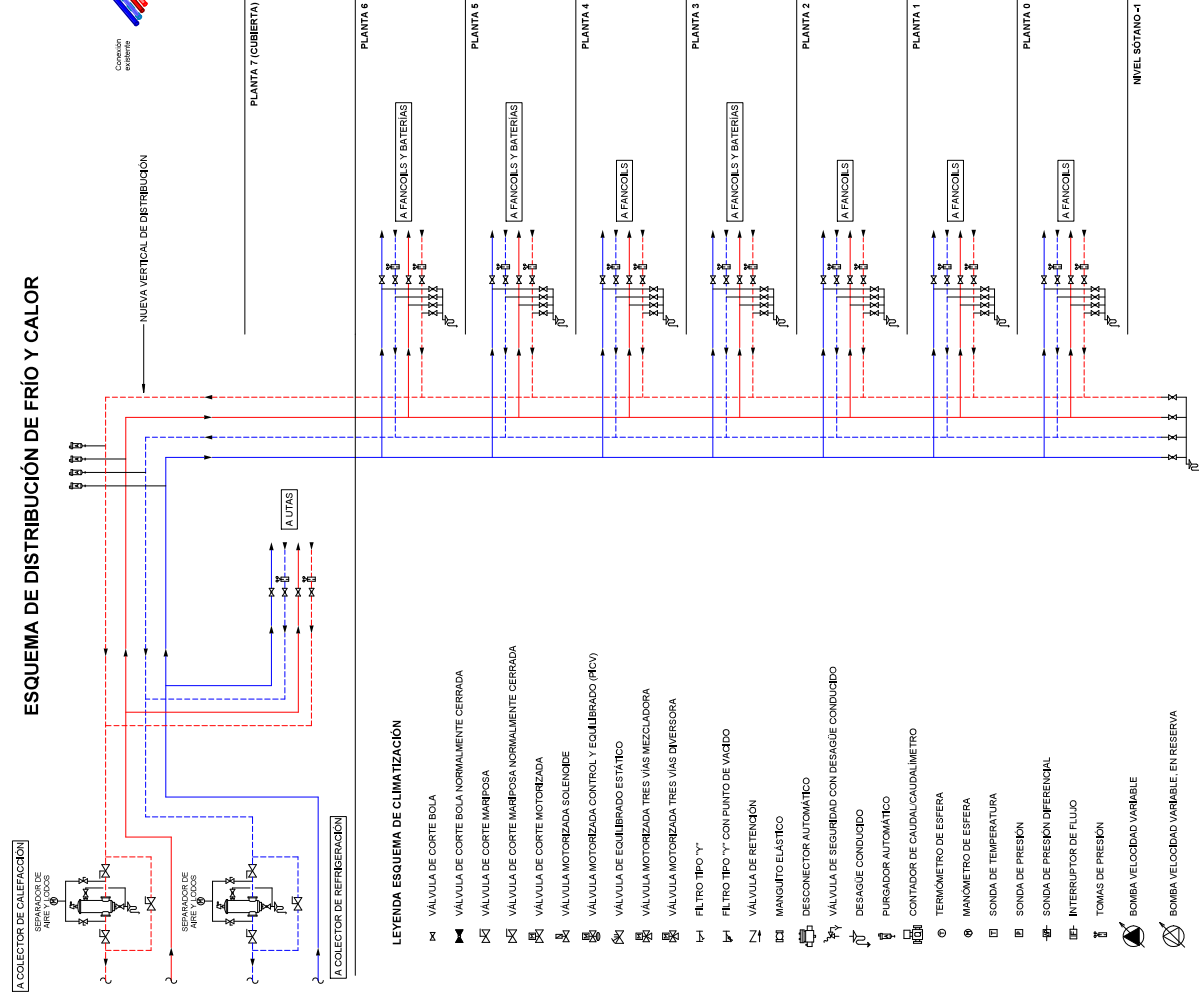 ESQUEMA DE DISTRIBUCIÓN DE FRÍO Y CALOR
A COLECTOR DE CALEFACCIÓN
SEPARADOR DE
AIRE Y LODOS
SEPARADOR DE
AIRE Y LODOS
A COLECTOR DE REFRIGERACIÓN
A UTAS
NUEVA VERTICAL DE DISTRIBUCIÓN
Conexión
existente
PLANTA 7 (CUBIERTA)
PLANTA 6
A FANCOILS Y BATERÍAS
PLANTA 5
A FANCOILS Y BATERÍAS
PLANTA 4
A FANCOILS
PLANTA 3
A FANCOILS Y BATERÍAS
PLANTA 2
A FANCOILS
PLANTA 1
A FANCOILS
PLANTA 0
A FANCOILS
NIVEL SÓTANO -1
LEYENDA ESQUEMA DE CLIMATIZACIÓN
VÁLVULA DE CORTE BOLA
VÁLVULA DE CORTE BOLA NORMALMENTE CERRADA
VÁLVULA DE CORTE MARIPOSA
VÁLVULA DE CORTE MARIPOSA NORMALMENTE CERRADA
VÁLVULA DE CORTE MOTORIZADA
VÁLVULA MOTORIZADA SOLENOIDE
VÁLVULA MOTORIZADA CONTROL Y EQUILIBRADO (PICV)
VÁLVULA DE EQUILIBRADO ESTÁTICO
VÁLVULA MOTORIZADA TRES VÍAS MEZCLADORA
VÁLVULA MOTORIZADA TRES VÍAS DIVERSORA
FILTRO TIPO "Y"
FILTRO TIPO "Y" CON PUNTO DE VACIDO
VÁLVULA DE RETENCIÓN
MANGUITO ELÁSTICO
DESCONECTOR AUTOMÁTICO
VÁLVULA DE SEGURIDAD CON DESAGÜE CONDUCIDO
DESAGÜE CONDUCIDO
PURGADOR AUTOMÁTICO
CONTADOR DE CAUDAL/CAUDALÍMETRO
TERMÓMETRO DE ESFERA
MANÓMETRO DE ESFERA
SONDA DE TEMPERATURA
SONDA DE PRESIÓN
SONDA DE PRESIÓN DIFERENCIAL
INTERRUPTOR DE FLUJO
TOMAS DE PRESIÓN
BOMBA VELOCIDAD VARIABLE
BOMBA VELOCIDAD VARIABLE, EN RESERVA